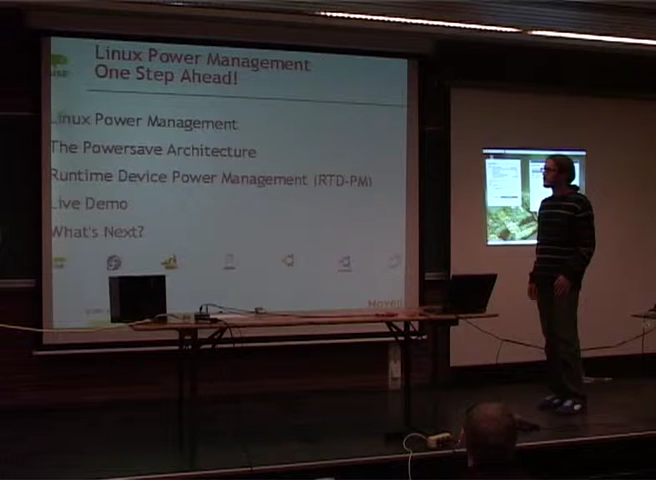 Linux Power Management
One Step Ahead!
Linux Power Management
The Powersave Architecture
Runtime Device Power Management (RTD-PM)
Live Demo
What's Next?
Novell